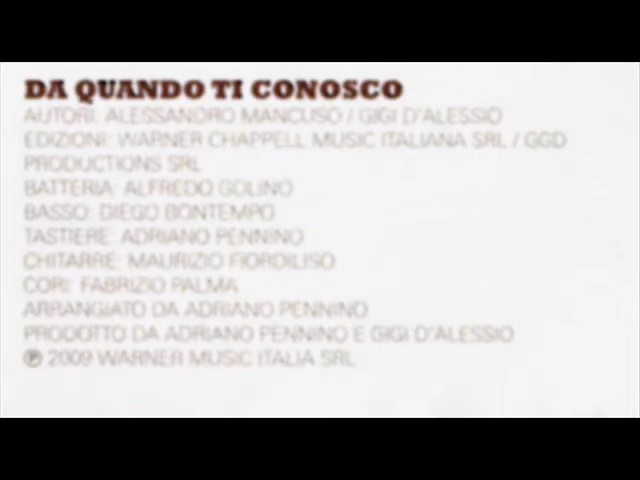 DA QUANDO TI CONOSCO
AUTORI: ALESSANDRO MANCUSO / GIGI D'ALESSIO
EDIZIONI: WARNER CHAPPELL MUSIC ITALIANA SRL / GGD
PRODUCTIONS SRL
BATTERIA: ALFREDO GOLINO
BASSO: DIEGO BONTEMPO
TASTIERE: ADRIANO PENNINO
CHITARRE: MAURIZIO FIORDILISO
CORI: FABRIZIO PALMA
ARRANGIATO DA ADRIANO PENNINO
PRODOTTO DA ADRIANO PENNINO E GIGI D'ALESSIO
℗ 2009 WARNER MUSIC ITALIA SRL